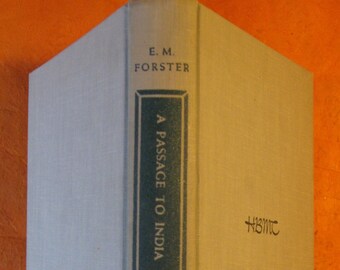 E. M.
FORSTER
A PASSAGE TO INDIA
HBMC